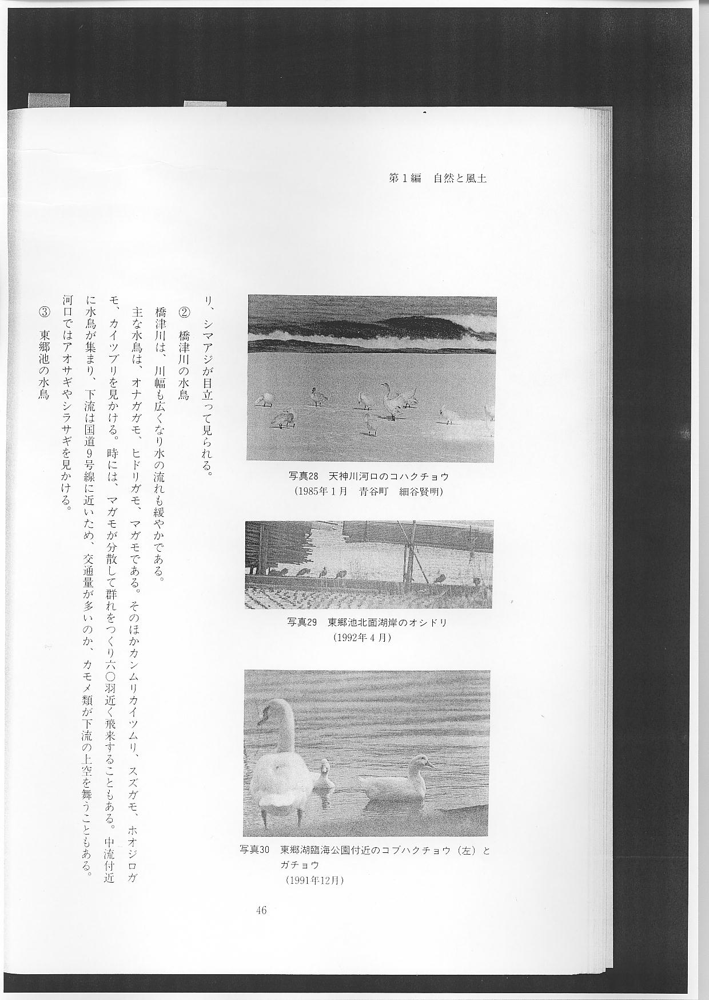 第1編　自然と風土
写真28　天神川河口のコハクチョウ
(1985年1月　青谷町　細谷賢明)
写真29　東郷池北面湖岸のオシドリ
(1992年4月)
写真30　東郷湖臨海公園付近のコブハクチョウ（左）と
ガチョウ
(1991年12月)
り、シマアジが目立って見られる。
②　橋津川の水鳥
橋津川は、川幅も広くなり水の流れも緩やかである。
主な水鳥は、オナガガモ、ヒドリガモ、マガモである。そのほかカンムリカイツムリ、スズガモ、ホオジロガ
モ、カイツブリを見かける。時には、マガモが分散して群れをつくり六〇羽近く飛来することもある。中流付近
に水鳥が集まり、下流は国道9号線に近いため、交通量が多いのか、カモメ類が下流の上空を舞うこともある。
河口ではアオサギやシラサギを見かける。
③　東郷池の水鳥
46